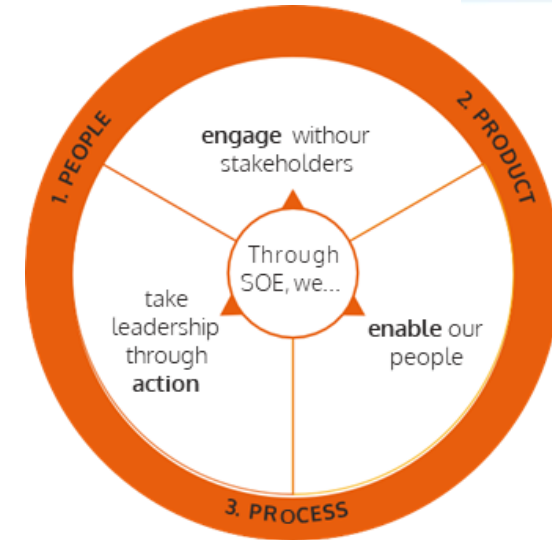 1. PEOPLE
2. PRODUCT
engage withour
stakeholders
Through
SOE, we...
take
leadership
through
action
enable our
people
3. PROCESS